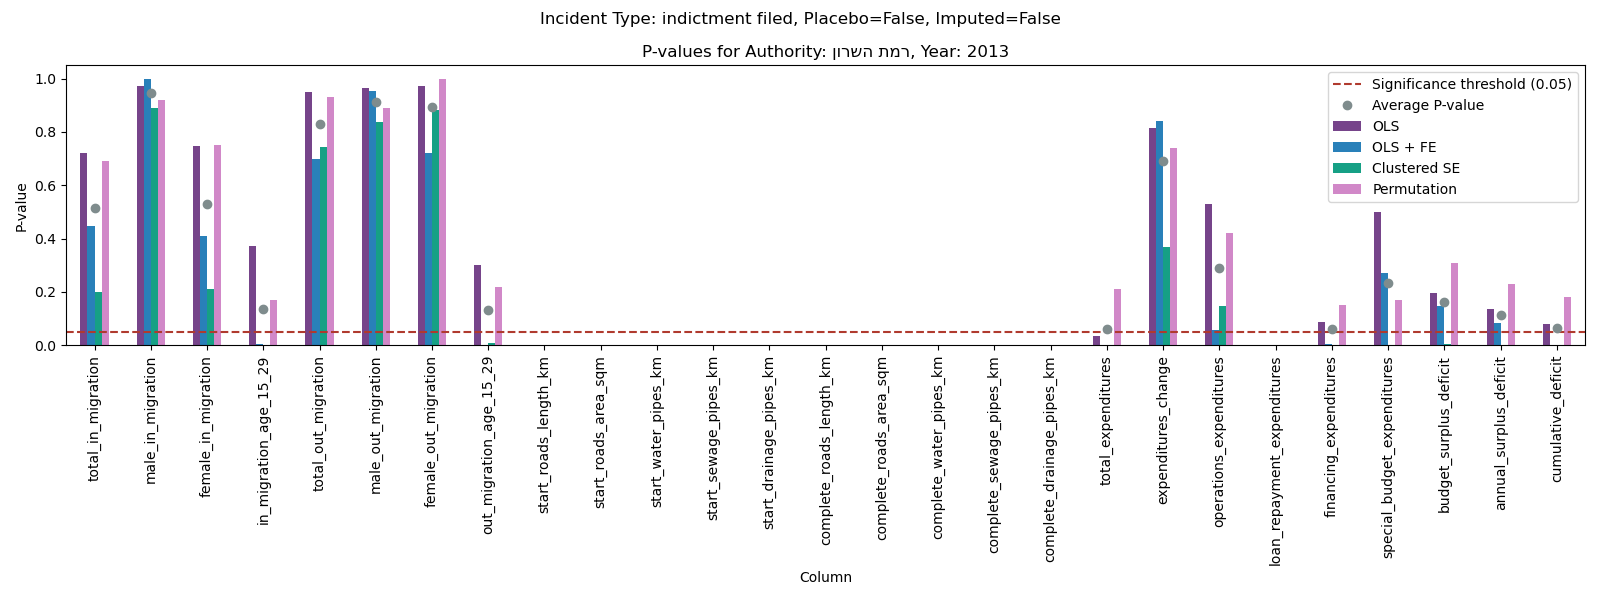 Incident Type: indictment filed, Placebo=False, Imputed=False
P-values for Authority: ןורשה תמר, Year: 2013
P-value
1.0
0.8
0.6
0.4
0.2
0.0
Significance threshold (0.05)
Average P-value
OLS
OLS + FE
Clustered SE
Permutation
total_in_migration
male_in_migration
female_in_migration
in_migration_age_15_29
total_out_migration
male_out_migration
female_out_migration
out_migration_age_15_29
start_roads_length_km
start_roads_area_sqm
start_water_pipes_km
start_sewage_pipes_km
start_drainage_pipes_km
complete_roads_length_km
complete_roads_area_sqm
complete_water_pipes_km
complete_sewage_pipes_km
complete_drainage_pipes_km
total_expenditures
expenditures_change
operations_expenditures
loan_repayment_expenditures
financing_expenditures
special_budget_expenditures
budget_surplus_deficit
annual_surplus_deficit
cumulative_deficit
Column